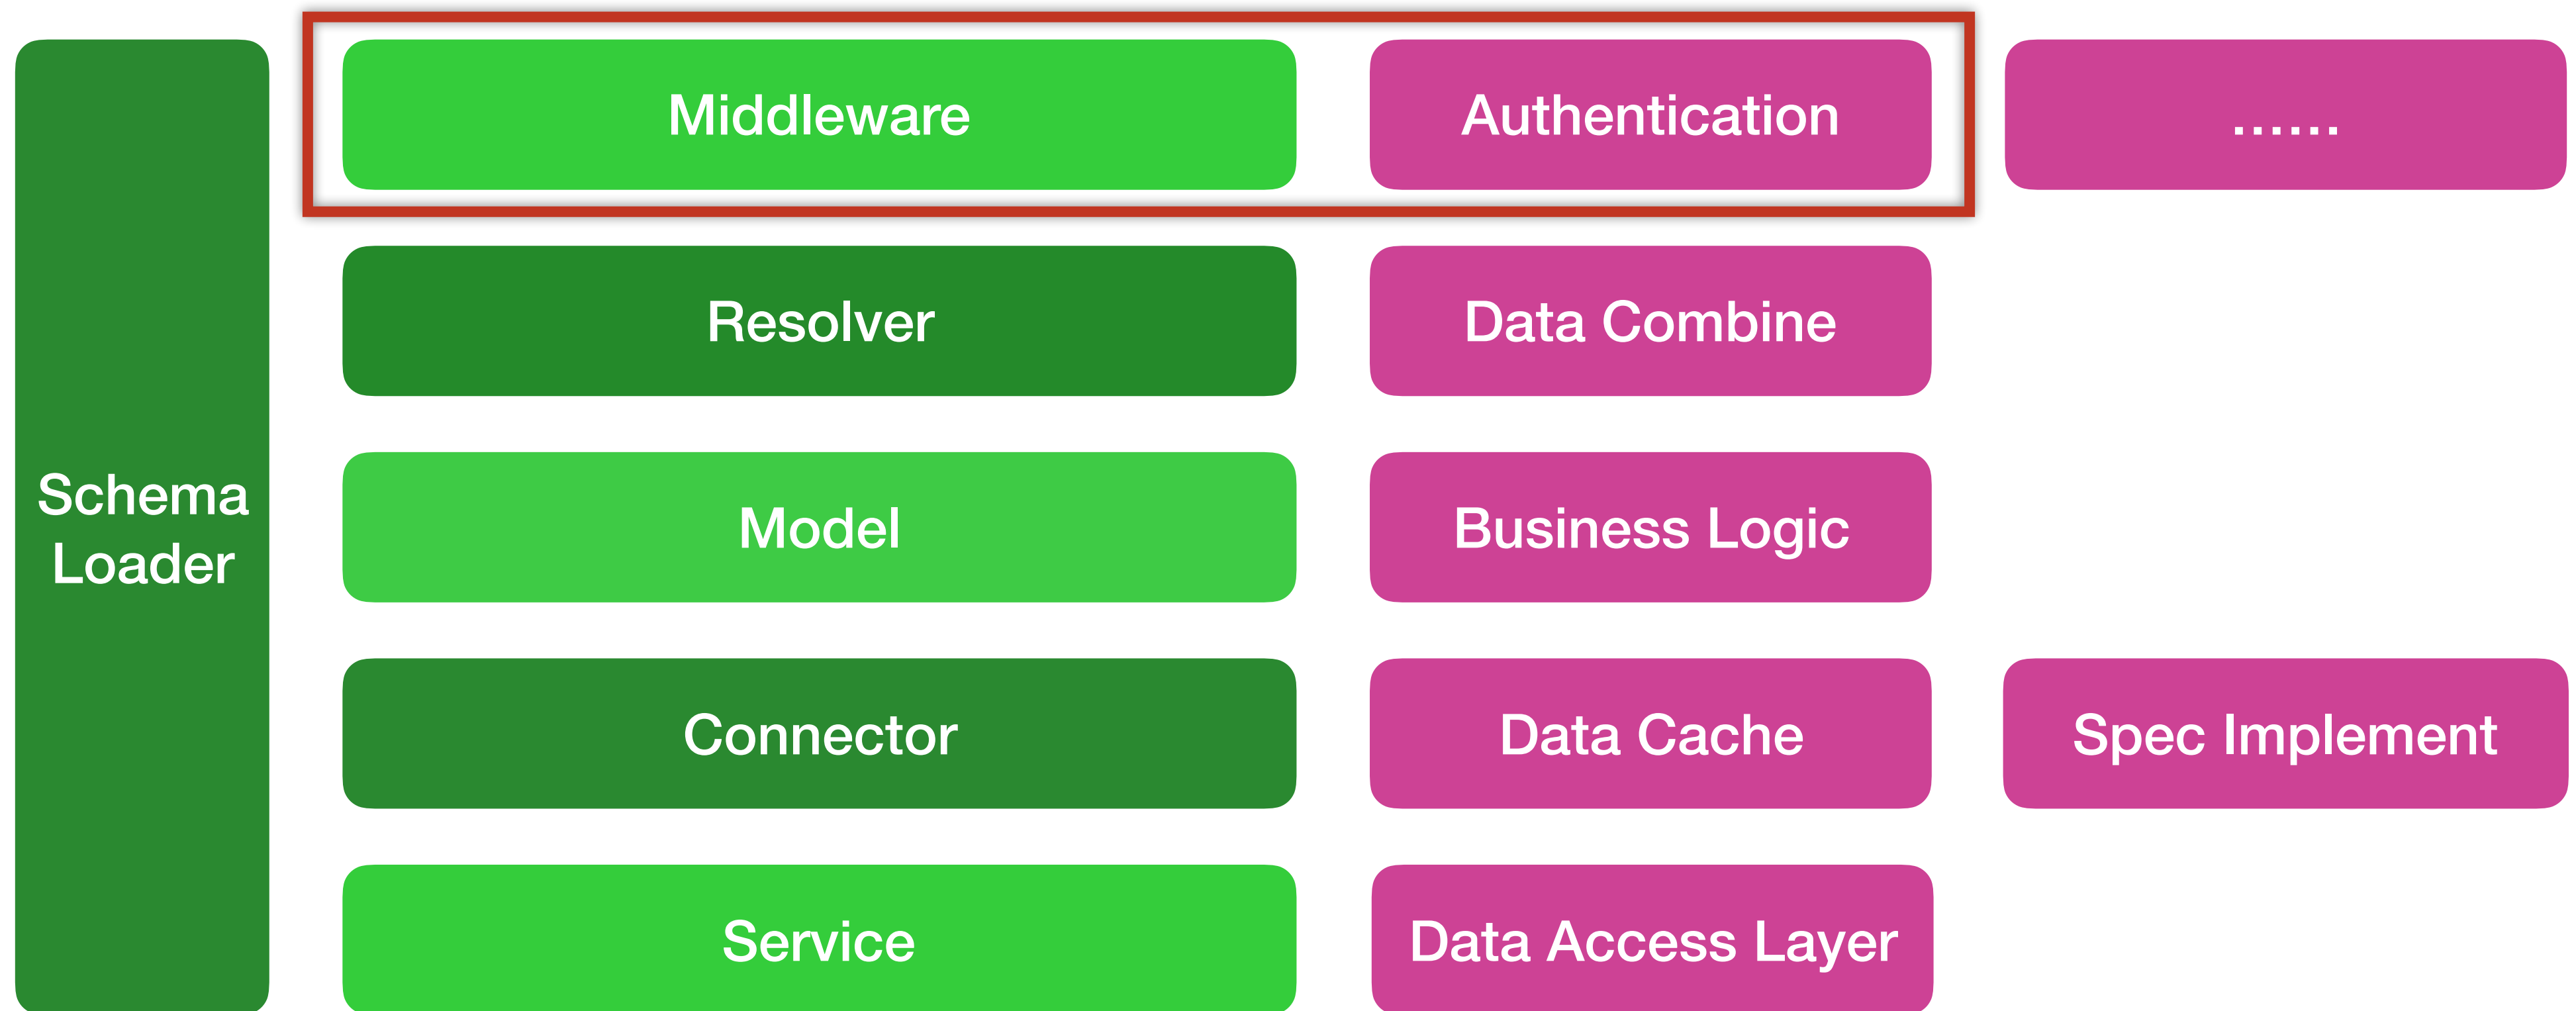 Schema
Loader
Middleware
Authentication
......
Resolver
Data Combine
Model
Business Logic
Connector
Data Cache
Spec Implement
Service
Data Access Layer